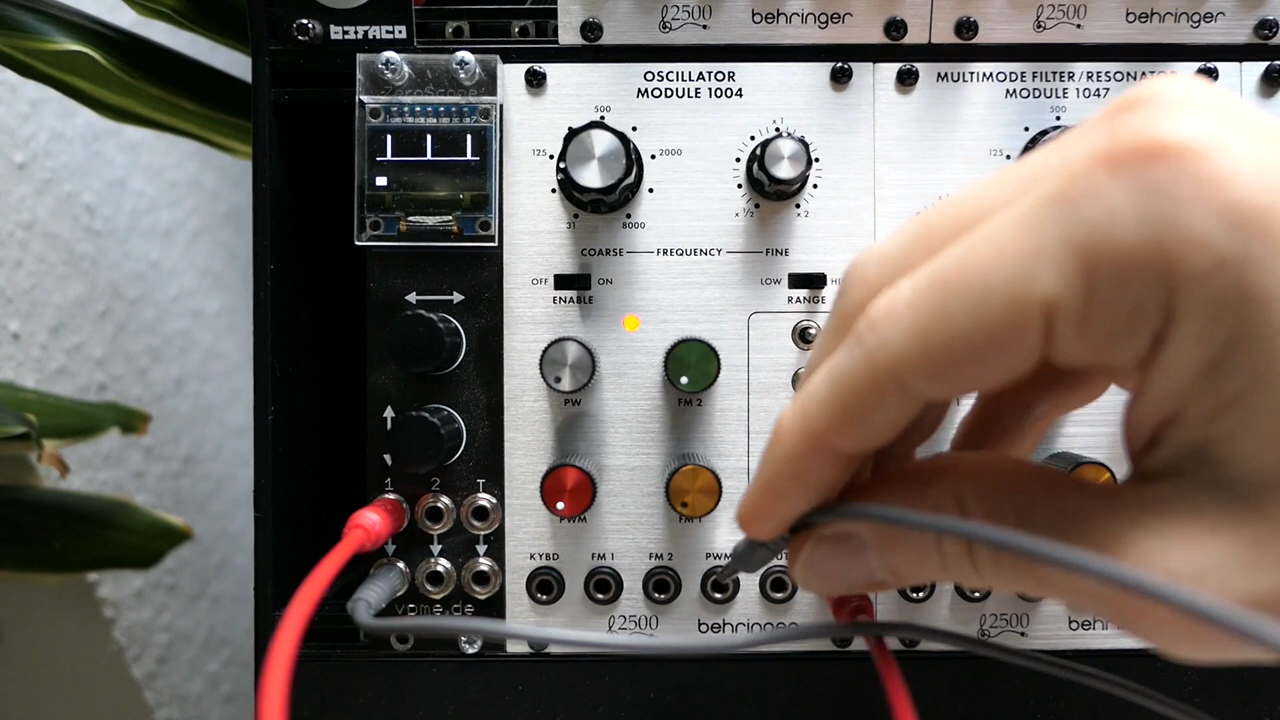 BEFACO
2500 behringer
2500 behringer
ZeroScope
OSCILLATOR
MODULE 1004
500
125
2000
31
8000
x 1
x 1/2
x 2
COARSE FREQUENCY FINE
OFF ON
ENABLE
LOW
RANGE
PW
FM 2
PWM
FM 1
KYBD FM 1 FM 2 PWM
2500 behringer
MULTIMODE FILTER/RESONATOR
MODULE 1047
500
125
2500
1 2 T
vpme.de